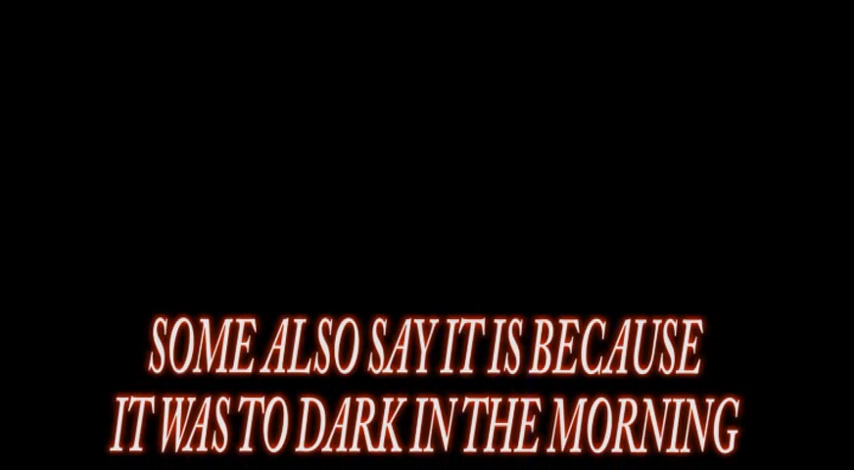 SOME ALSO SAY IT IS BECAUSE
IT WAS TO DARK IN THE MORNING